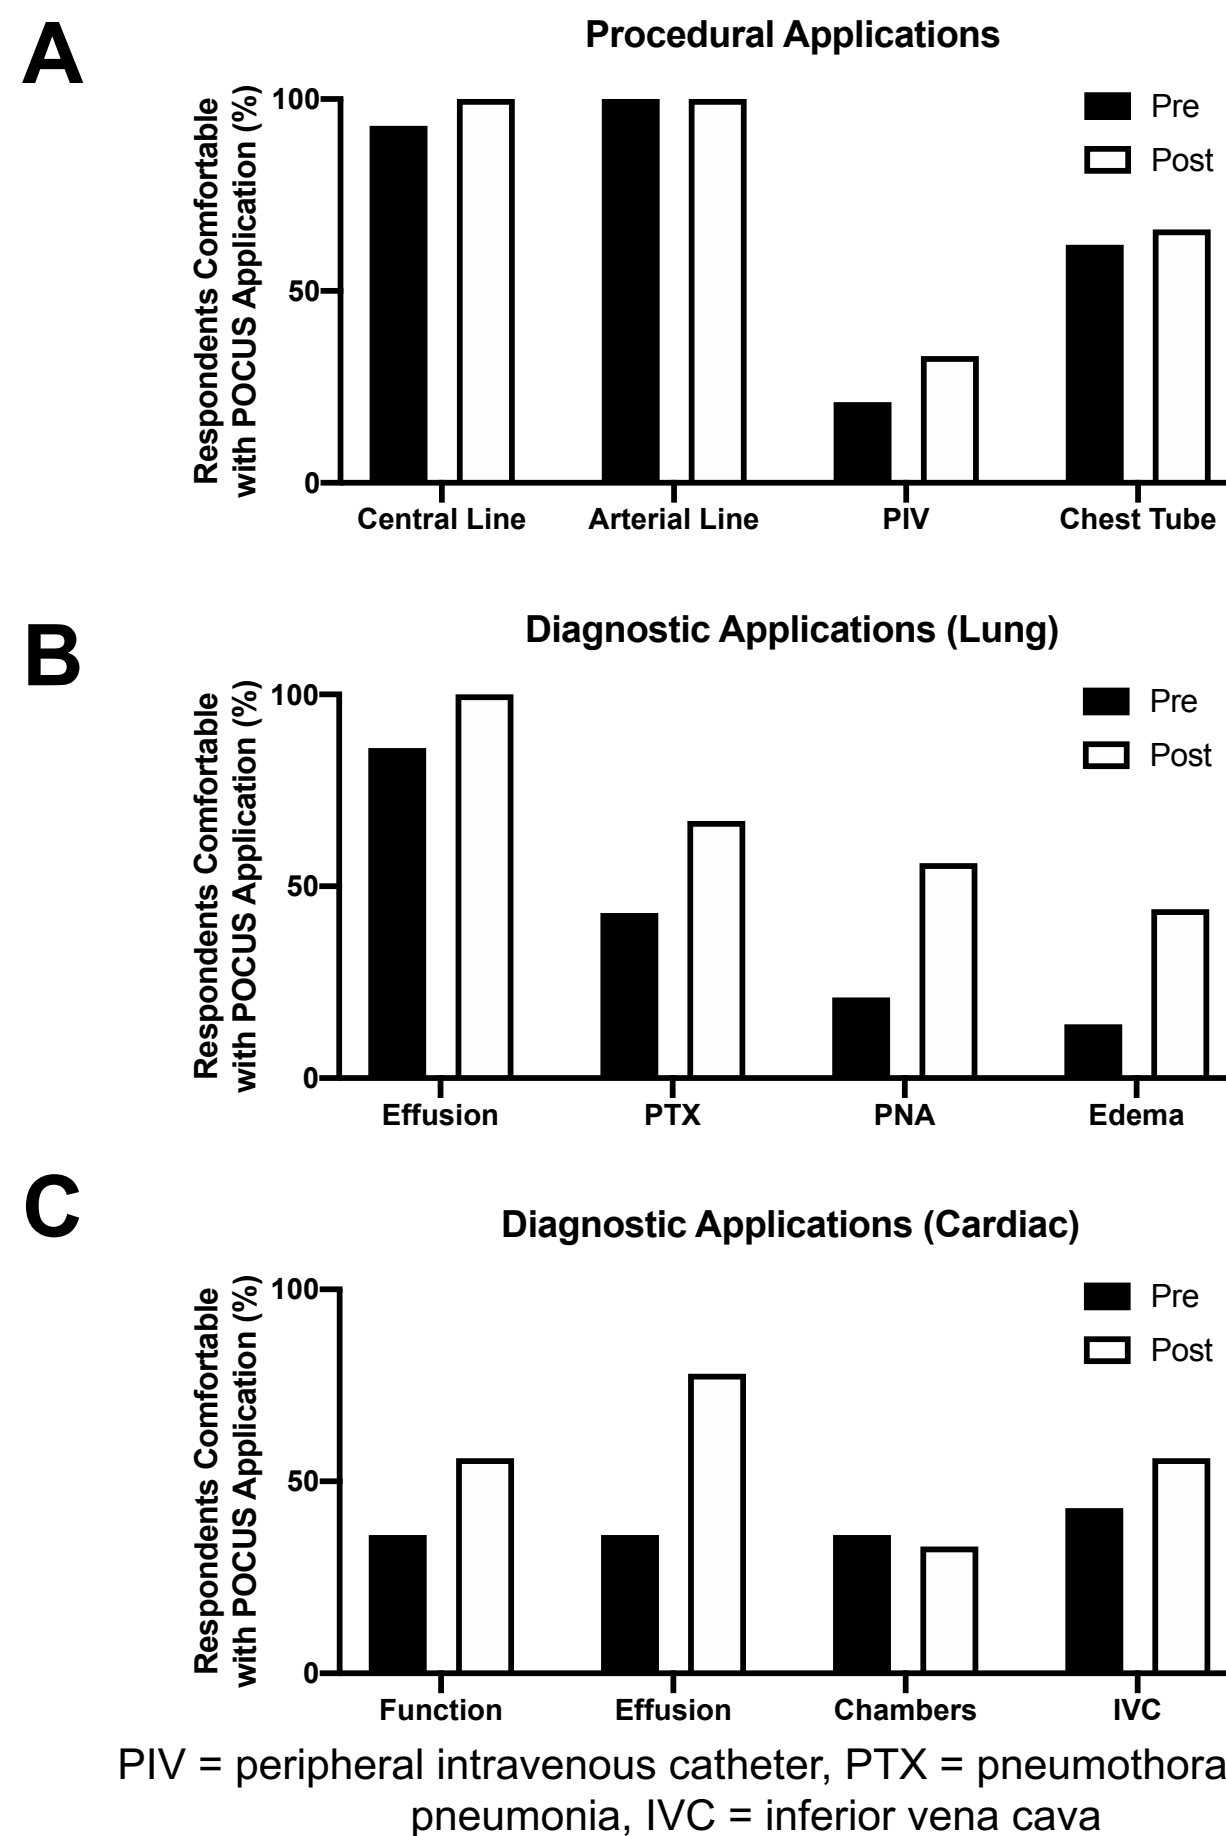 A
Procedural Applications
Respondents Comfortable
with POCUS Application (%)
100
50
0
Pre
Post
Central Line
Arterial Line
PIV
Chest Tube
B
Diagnostic Applications (Lung)
Respondents Comfortable
with POCUS Application (%)
100
50
0
Pre
Post
Effusion
PTX
PNA
Edema
C
Diagnostic Applications (Cardiac)
Respondents Comfortable
with POCUS Application (%)
100
50
0
Pre
Post
Function
Effusion
Chambers
IVC
PIV = peripheral intravenous catheter, PTX = pneumothora
pneumonia, IVC = inferior vena cava